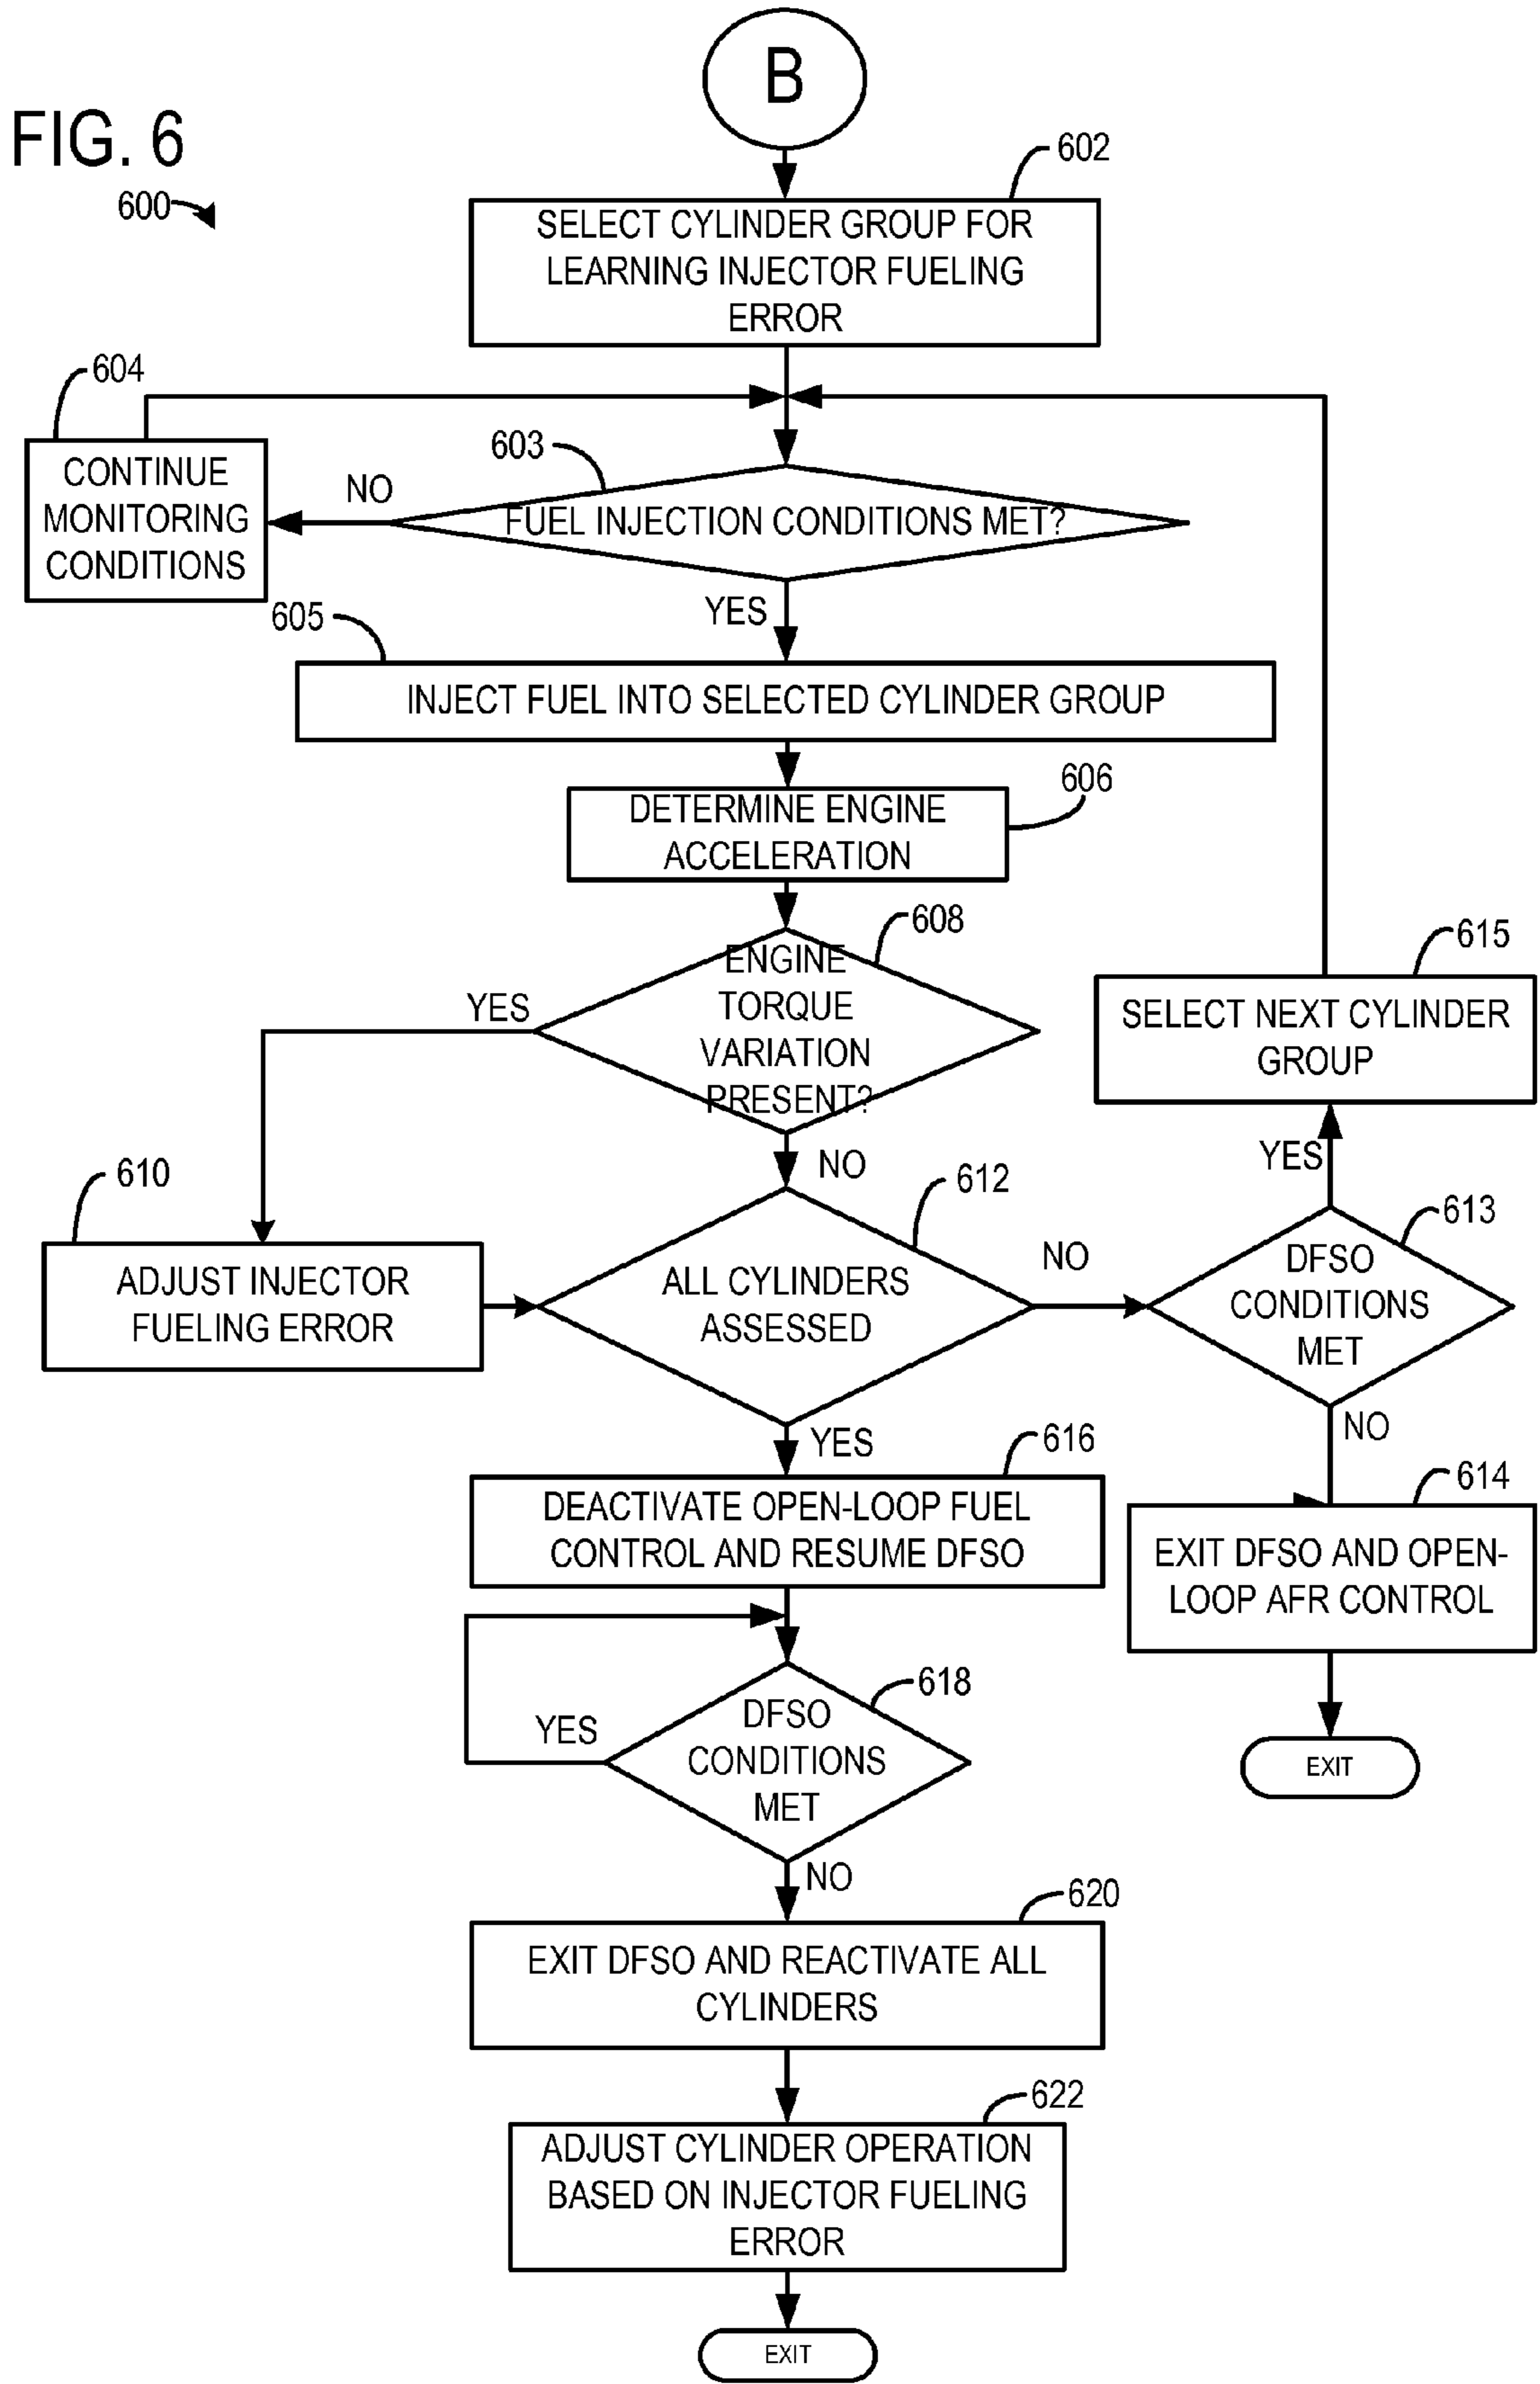 B
FIG. 6
600
602
SELECT CYLINDER GROUP FOR
LEARNING INJECTOR FUELING
ERROR
604
CONTINUE
MONITORING
CONDITIONS
603
NO
FUEL INJECTION CONDITIONS MET?
YES
605
INJECT FUEL INTO SELECTED CYLINDER GROUP
606
DETERMINE ENGINE
ACCELERATION
608
ENGINE
TORQUE
VARIATION
PRESENT?
YES
NO
615
SELECT NEXT CYLINDER
GROUP
YES
610
ADJUST INJECTOR
FUELING ERROR
612
ALL CYLINDERS
ASSESSED
NO
613
DFSO
CONDITIONS
MET
NO
YES
616
DEACTIVATE OPEN-LOOP FUEL
CONTROL AND RESUME DFSO
614
EXIT DFSO AND OPEN-
LOOP AFR CONTROL
EXIT
618
DFSO
CONDITIONS
MET
YES
NO
620
EXIT DFSO AND REACTIVATE ALL
CYLINDERS
622
ADJUST CYLINDER OPERATION
BASED ON INJECTOR FUELING
ERROR
EXIT